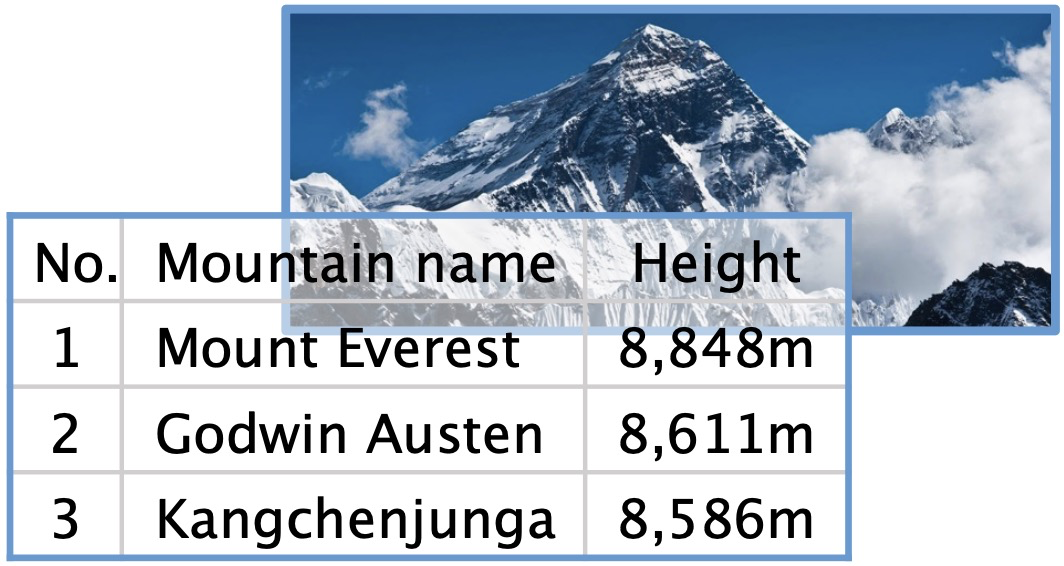 No. Mountain name Height
1 Mount Everest 8,848m
2 Godwin Austen 8,611m
3 Kangchenjunga 8,586m